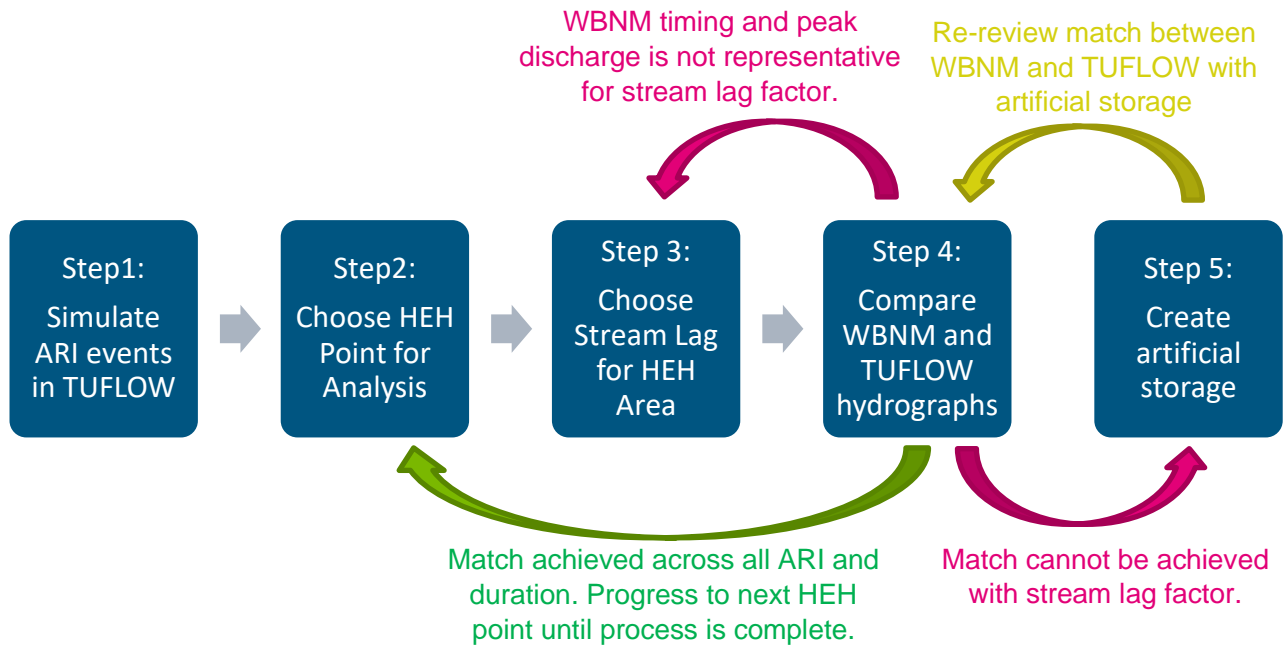 WBNM timing and peak
discharge is not representative
for stream lag factor.
Re-review match between
WBNM and TUFLOW with
artificial storage
Step1:
Simulate
ARI events
in TUFLOW
Step2:
Choose HEH
Point for
Analysis
Step 3:
Choose
Stream Lag
for HEH
Area
Step 4:
Compare
WBNM and
TUFLOW
hydrographs
Step 5:
Create
artificial
storage
Match achieved across all ARI and
duration. Progress to next HEH
point until process is complete.
Match cannot be achieved
with stream lag factor.